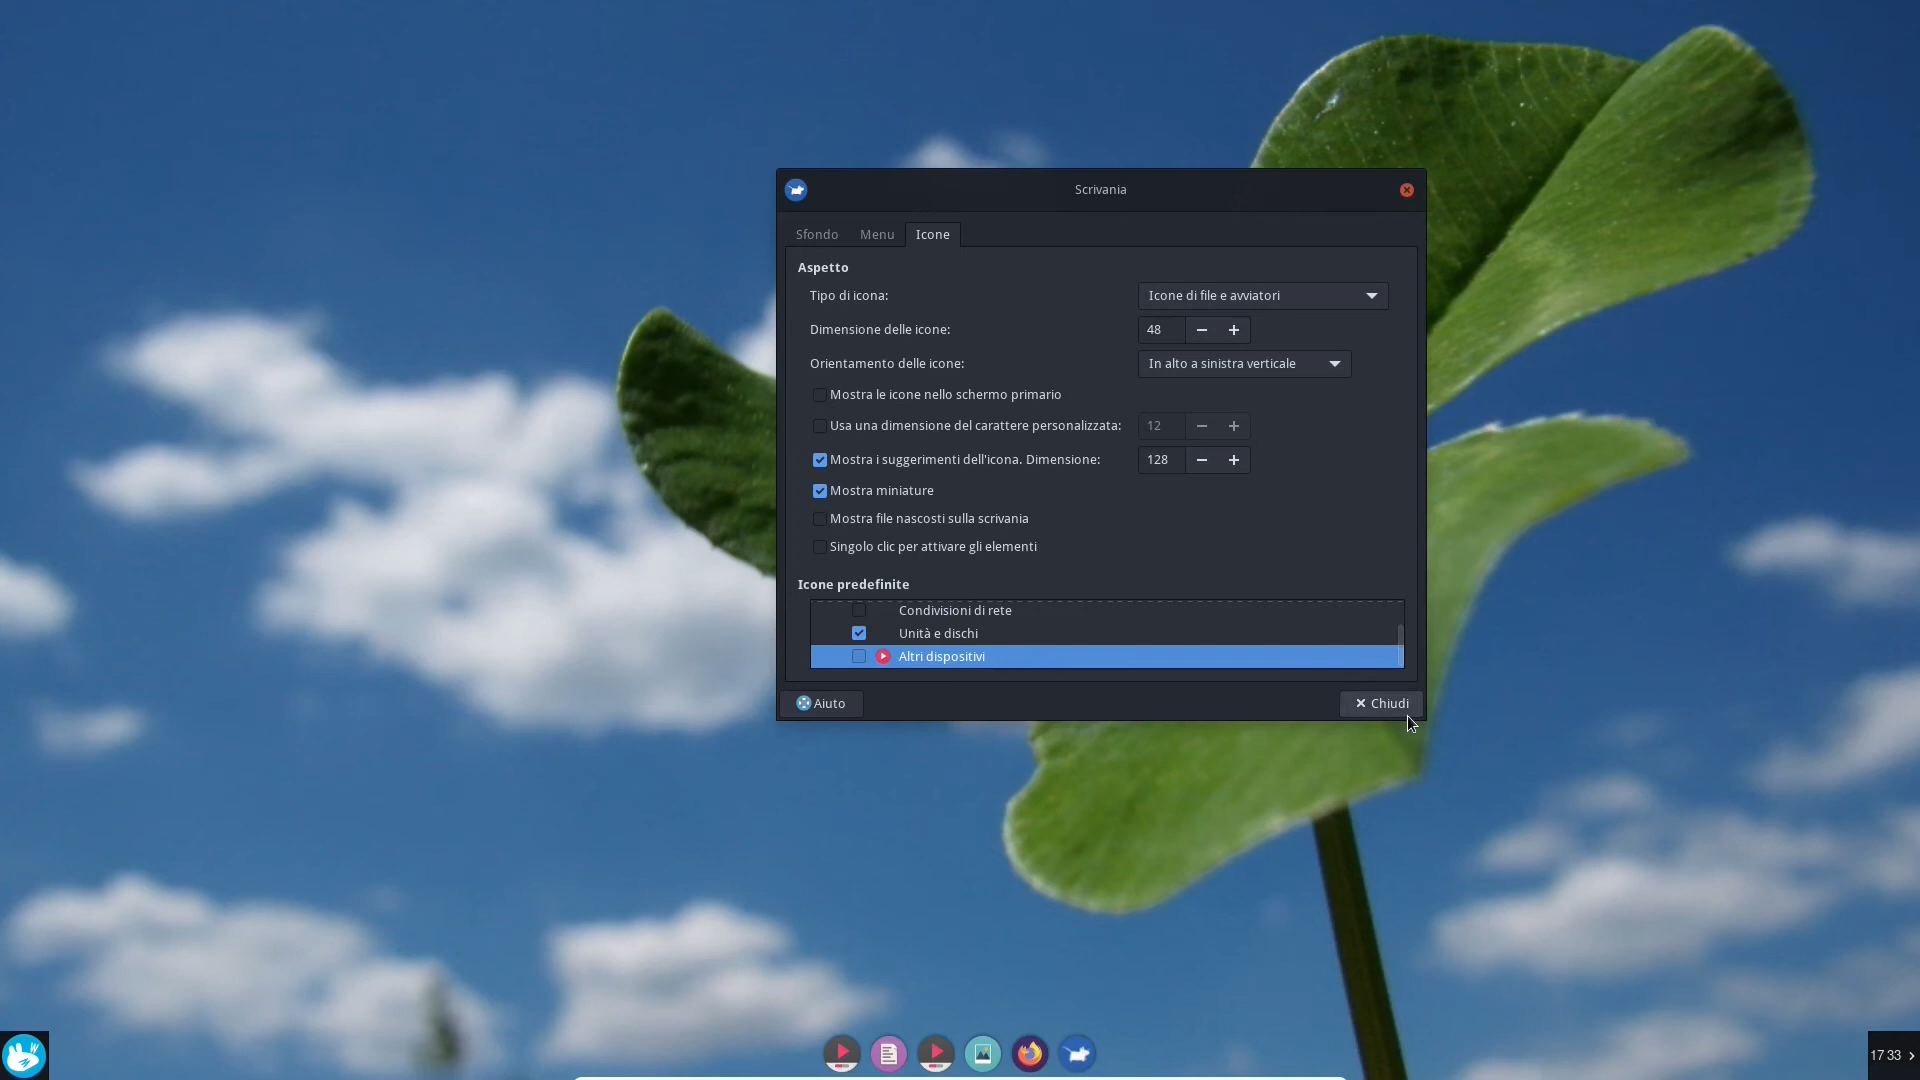 Scrivania
Sfondo Menu Icone
Aspetto
Tipo di icona: Icone di file e avviatori
Dimensione delle icone: 48
Orientamento delle icone: In alto a sinistra verticale
Mostra le icone nello schermo primario
Usa una dimensione del carattere personalizzata: 12
Mostra i suggerimenti dell'icona. Dimensione: 128
Mostra miniature
Mostra file nascosti sulla scrivania
Singolo clic per attivare gli elementi
Icone predefinite
Condivisioni di rete
Unità e dischi
Altri dispositivi
Aiuto Chiudi
W
17 33